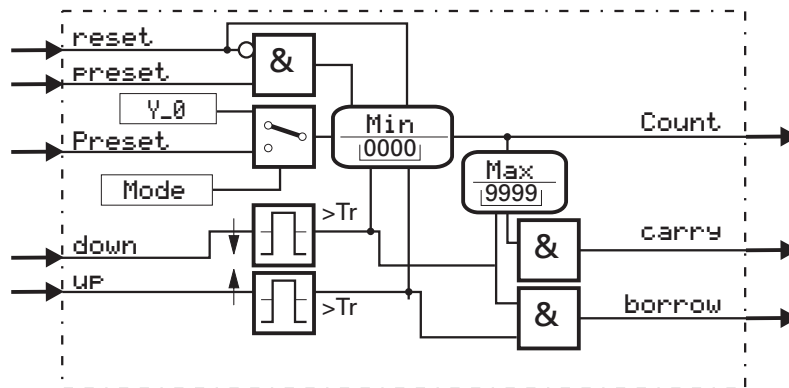 reset
preset
&
Y_0
Min
0000
Count
Preset
Max
9999
Mode
>Tr
down
&
carry
up
>Tr
&
borrow